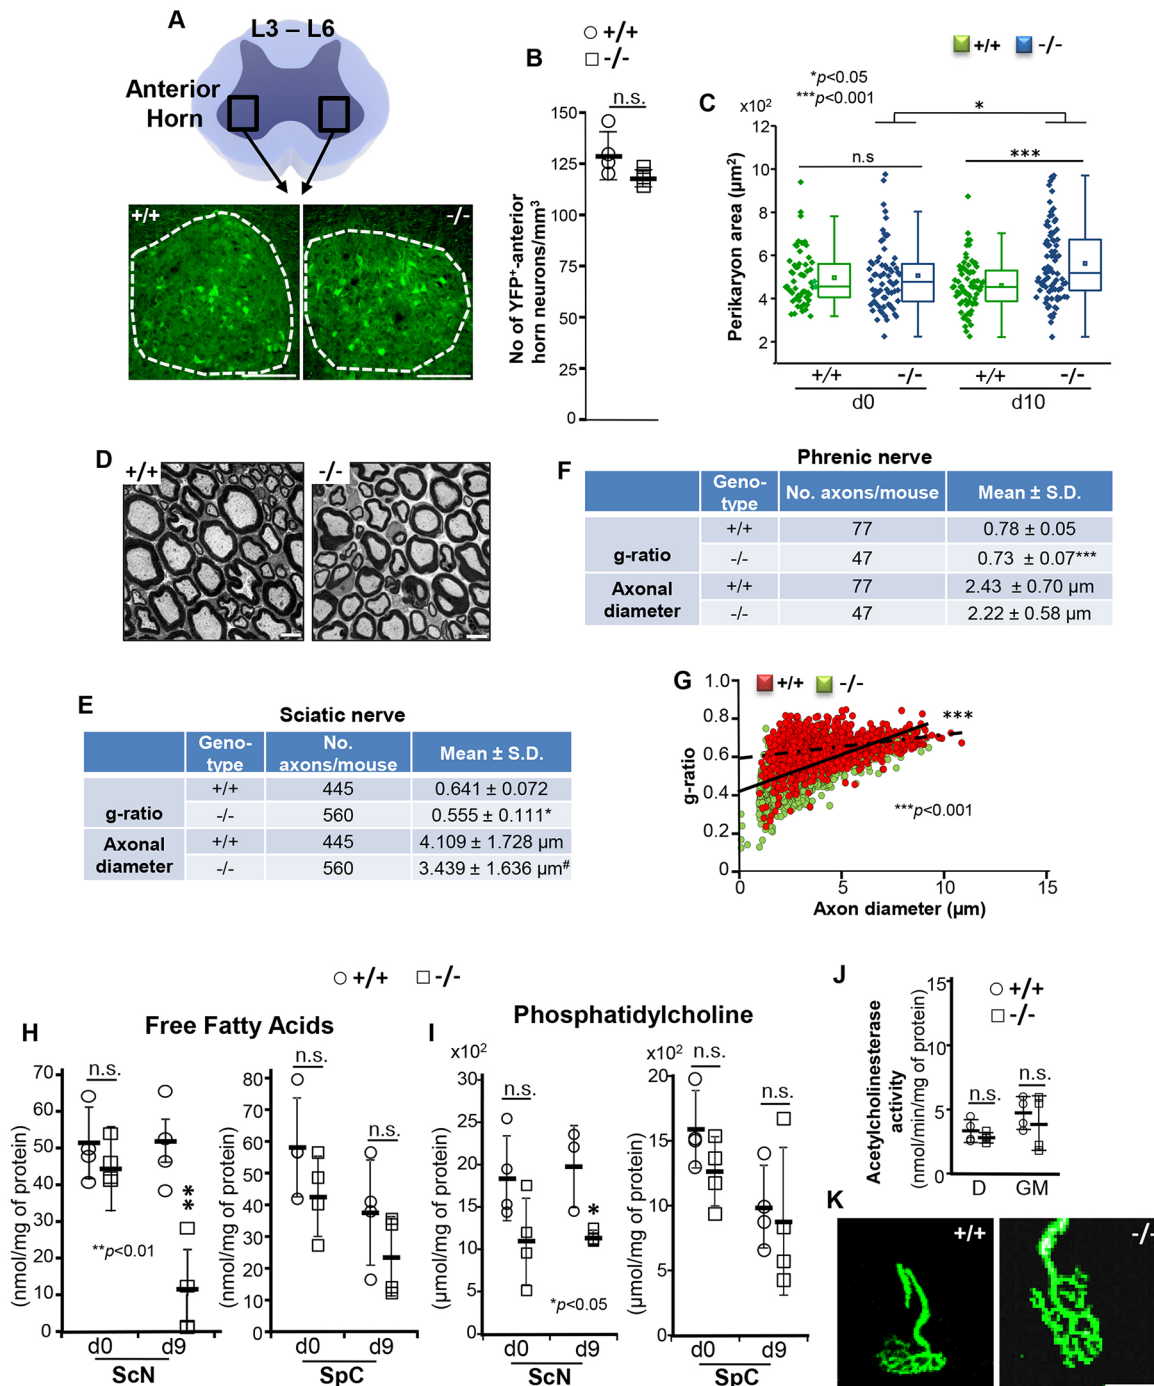 A
L3 – L6
Anterior
Horn
+/+
-/-
B
+/+
-/-
n.s.
No of YFP⁺-anterior
horn neurons/mm³
150
125
100
75
50
25
0
+/+
-/-
*p<0.05
***p<0.001
C
x10²
*
n.s
***
Perikaryon area (µm²)
12
10
8
6
4
2
+/+
-/-
+/+
-/-
d0
d10
D
+/+
-/-
F
Phrenic nerve
Geno-
type
No. axons/mouse
Mean ± S.D.
g-ratio
+/+
77
0.78 ± 0.05
-/-
47
0.73 ± 0.07***
Axonal
diameter
+/+
77
2.43 ± 0.70 µm
-/-
47
2.22 ± 0.58 µm
E
Sciatic nerve
Geno-
type
No.
axons/mouse
Mean ± S.D.
g-ratio
+/+
445
0.641 ± 0.072
-/-
560
0.555 ± 0.111*
Axonal
diameter
+/+
445
4.109 ± 1.728 µm
-/-
560
3.439 ± 1.636 µm#
G
+/+
-/-
***
***p<0.001
g-ratio
1.0
0.8
0.6
0.4
0.2
0
0
5
10
15
Axon diameter (µm)
+/+
-/-
H
Free Fatty Acids
n.s.
**
**p<0.01
(nmol/mg of protein)
70
60
50
40
30
20
10
0
d0
d9
ScN
n.s.
n.s.
(nmol/mg of protein)
80
70
60
50
40
30
20
10
0
d0
d9
SpC
I
Phosphatidylcholine
x10²
n.s.
*
*p<0.05
(µmol/mg of protein)
30
20
10
0
d0
d9
ScN
x10²
n.s.
n.s.
(µmol/mg of protein)
20
15
10
5
0
d0
d9
SpC
J
+/+
-/-
n.s.
n.s.
Acetylcholinesterase
activity
(nmol/min/mg of protein)
15
10
5
0
D
GM
K
+/+
-/-